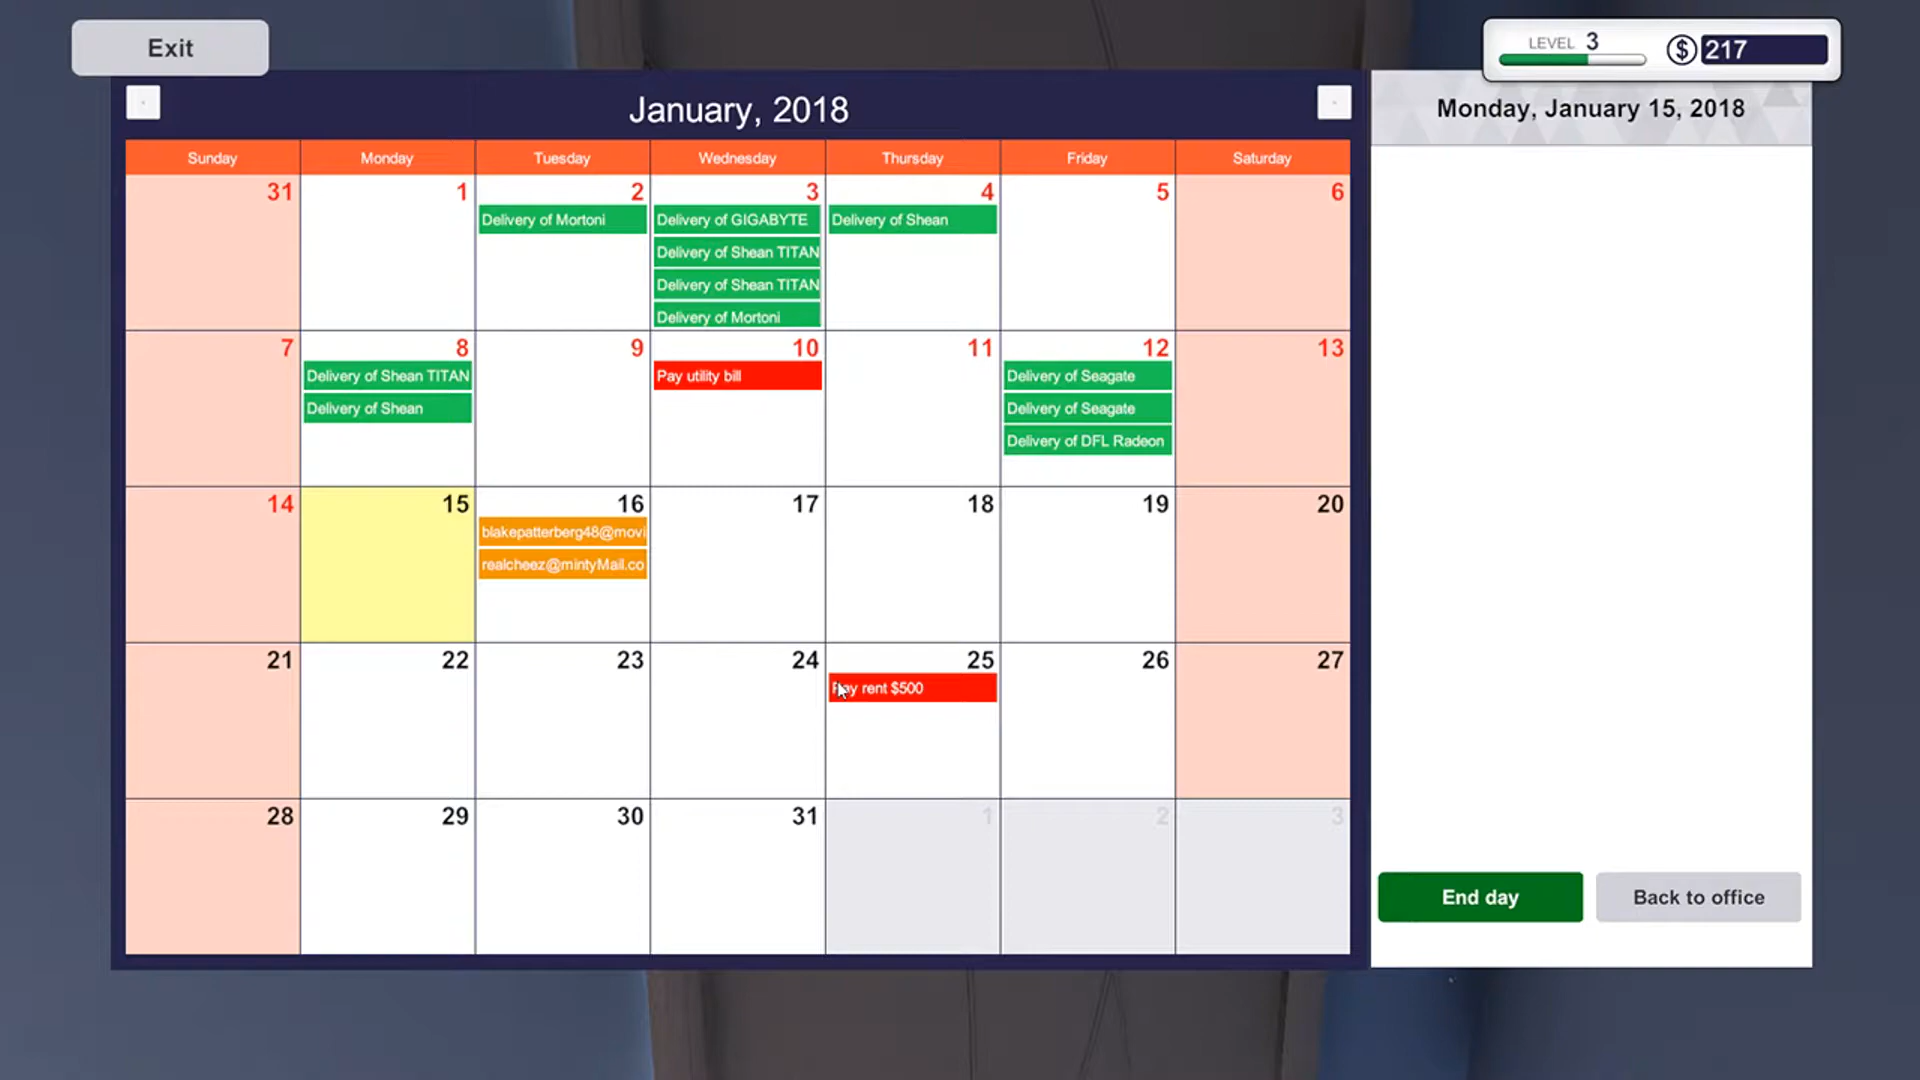 Exit
LEVEL 3
$ 217
January, 2018
Monday, January 15, 2018
Sunday Monday Tuesday Wednesday Thursday Friday Saturday
31 1 2 3 4 5 6
Delivery of Mortoni
Delivery of GIGABYTE
Delivery of Shean TITAN
Delivery of Shean TITAN
Delivery of Mortoni
Delivery of Shean
7 8 9 10 11 12 13
Delivery of Shean TITAN
Delivery of Shean
Pay utility bill
Delivery of Seagate
Delivery of Seagate
Delivery of DFL Radeon
14 15 16 17 18 19 20
blakepatterberg48@movi
realcheez@mintyMail.co
21 22 23 24 25 26 27
Pay rent $500
28 29 30 31 1 2 3
End day
Back to office